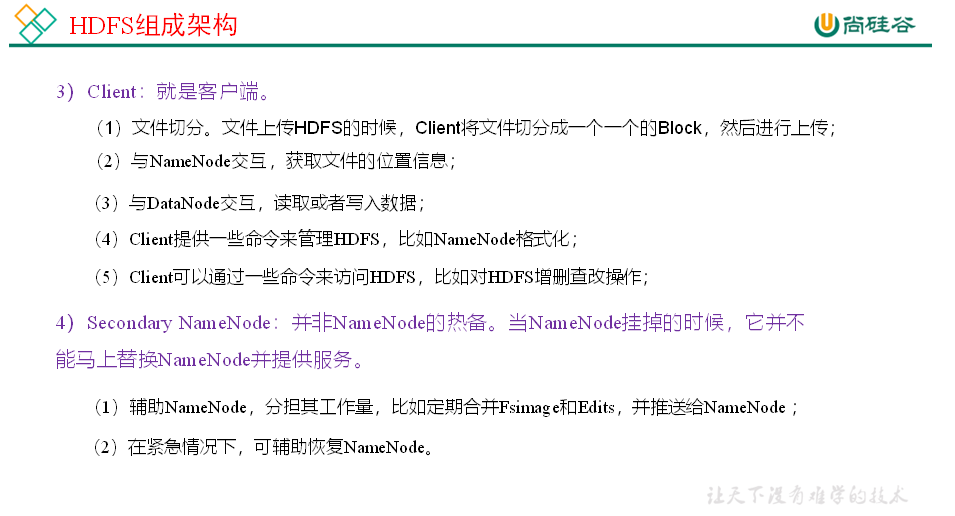 HDFS组成架构
尚硅谷
3）Client：就是客户端。
（1）文件切分。文件上传HDFS的时候，Client将文件切分成一个一个的Block，然后进行上传；
（2）与NameNode交互，获取文件的位置信息；
（3）与DataNode交互，读取或者写入数据；
（4）Client提供一些命令来管理HDFS，比如NameNode格式化；
（5）Client可以通过一些命令来访问HDFS，比如对HDFS增删查改操作；
4）Secondary NameNode：并非NameNode的热备。当NameNode挂掉的时候，它并不
能马上替换NameNode并提供服务。
（1）辅助NameNode，分担其工作量，比如定期合并Fsimage和Edits，并推送给NameNode ；
（2）在紧急情况下，可辅助恢复NameNode。
让天下没有难学的技术